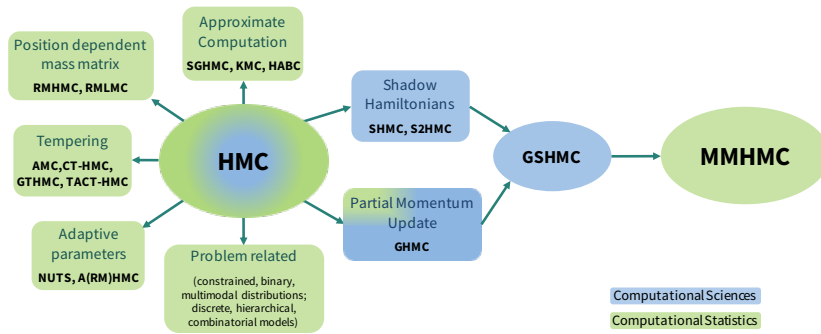 Approximate
Computation
SGHMC, KMC, HABC
Position dependent
mass matrix
RMHMC, RMLMC
Shadow
Hamiltonians
SHMC, S2HMC
Tempering
AMC,CT-HMC,
GTHMC, TACT-HMC
HMC
GSHMC
MMHMC
Partial Momentum
Update
GHMC
Adaptive
parameters
NUTS, A(RM)HMC
Problem related
(constrained, binary,
multimodal distributions;
discrete, hierarchical,
combinatorial models)
Computational Sciences
Computational Statistics